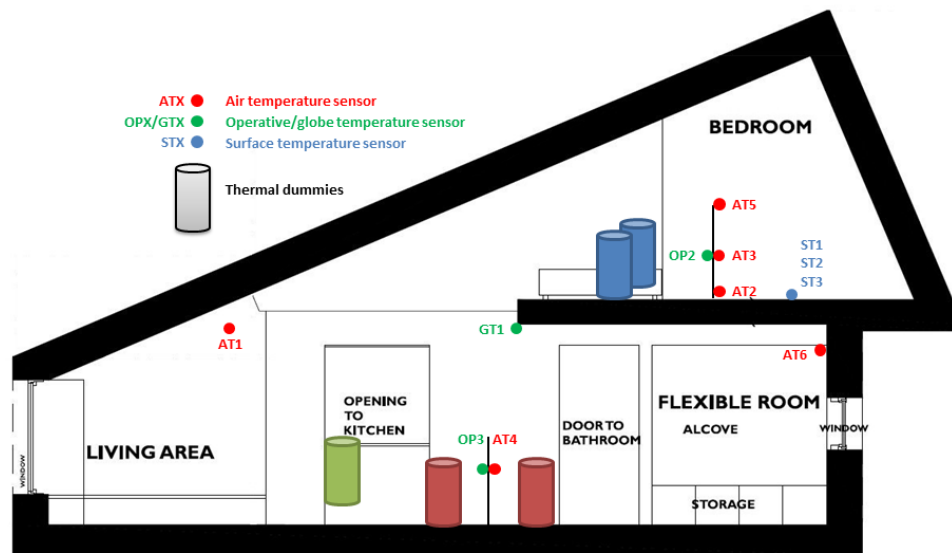 ATX Air temperature sensor
OPX/GTX Operative/globe temperature sensor
STX Surface temperature sensor
Thermal dummies
BEDROOM
AT5
OP2 AT3
AT2
ST1
ST2
ST3
AT1
GT1
AT6
OPENING
TO
KITCHEN
DOOR TO
BATHROOM
FLEXIBLE ROOM
ALCOVE
WINDOW
LIVING AREA
WINDOW
OP3 AT4
STORAGE